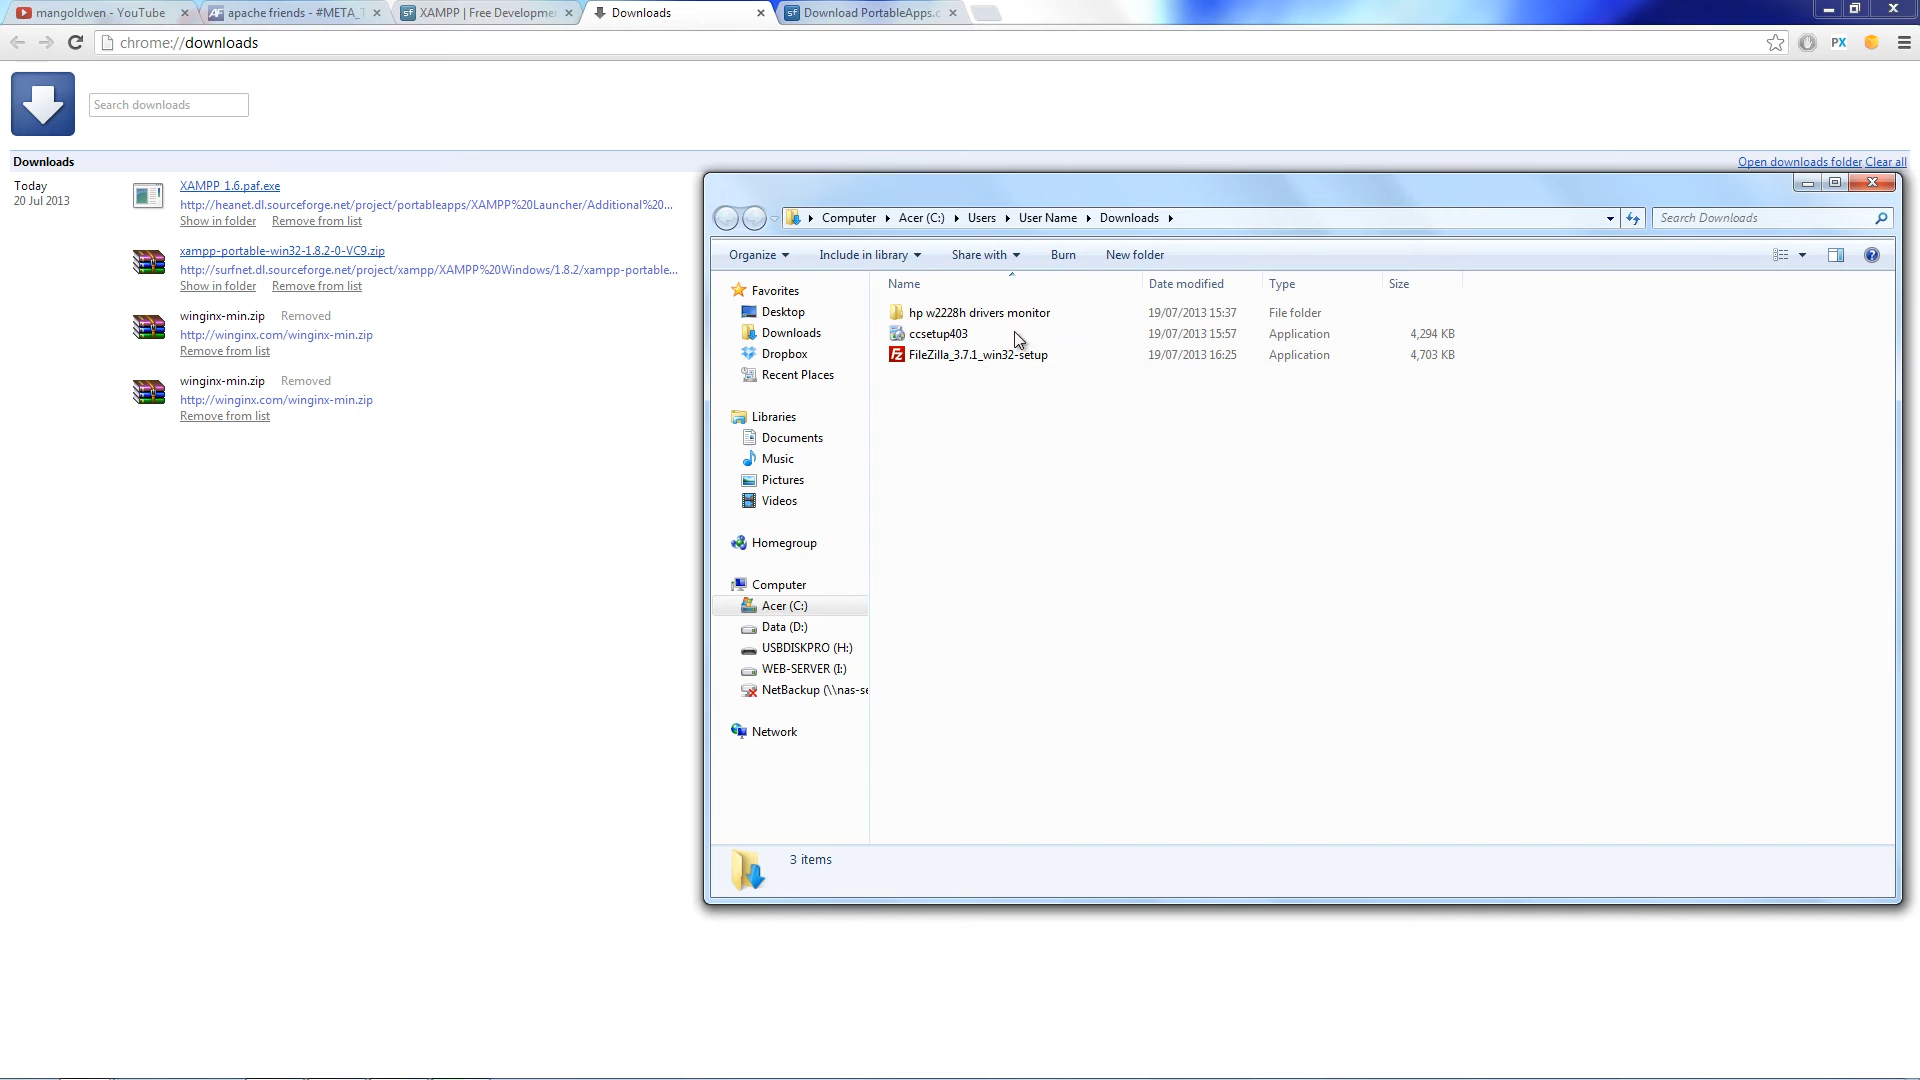 mangoldwen - YouTube
apache friends - #META_T
XAMPP | Free Developme
Downloads
Download PortableApps.c
chrome://downloads
PX
Search downloads
Downloads
Open downloads folder Clear all
Today
20 Jul 2013
XAMPP_1.6.paf.exe
http://heanet.dl.sourceforge.net/project/portableapps/XAMPP%20Launcher/Additional%20...
Show in folder Remove from list
xampp-portable-win32-1.8.2-0-VC9.zip
http://surfnet.dl.sourceforge.net/project/xampp/XAMPP%20Windows/1.8.2/xampp-portable...
Show in folder Remove from list
winginx-min.zip Removed
http://winginx.com/winginx-min.zip
Remove from list
winginx-min.zip Removed
http://winginx.com/winginx-min.zip
Remove from list
Computer Acer (C:) Users User Name Downloads
Search Downloads
Organize Include in library Share with Burn New folder
Name Date modified Type Size
hp w2228h drivers monitor 19/07/2013 15:37 File folder
ccsetup403 19/07/2013 15:57 Application 4,294 KB
FileZilla_3.7.1_win32-setup 19/07/2013 16:25 Application 4,703 KB
Favorites
Desktop
Downloads
Dropbox
Recent Places
Libraries
Documents
Music
Pictures
Videos
Homegroup
Computer
Acer (C:)
Data (D:)
USBDISKPRO (H:)
WEB-SERVER (I:)
NetBackup (\\nas-se
Network
3 items